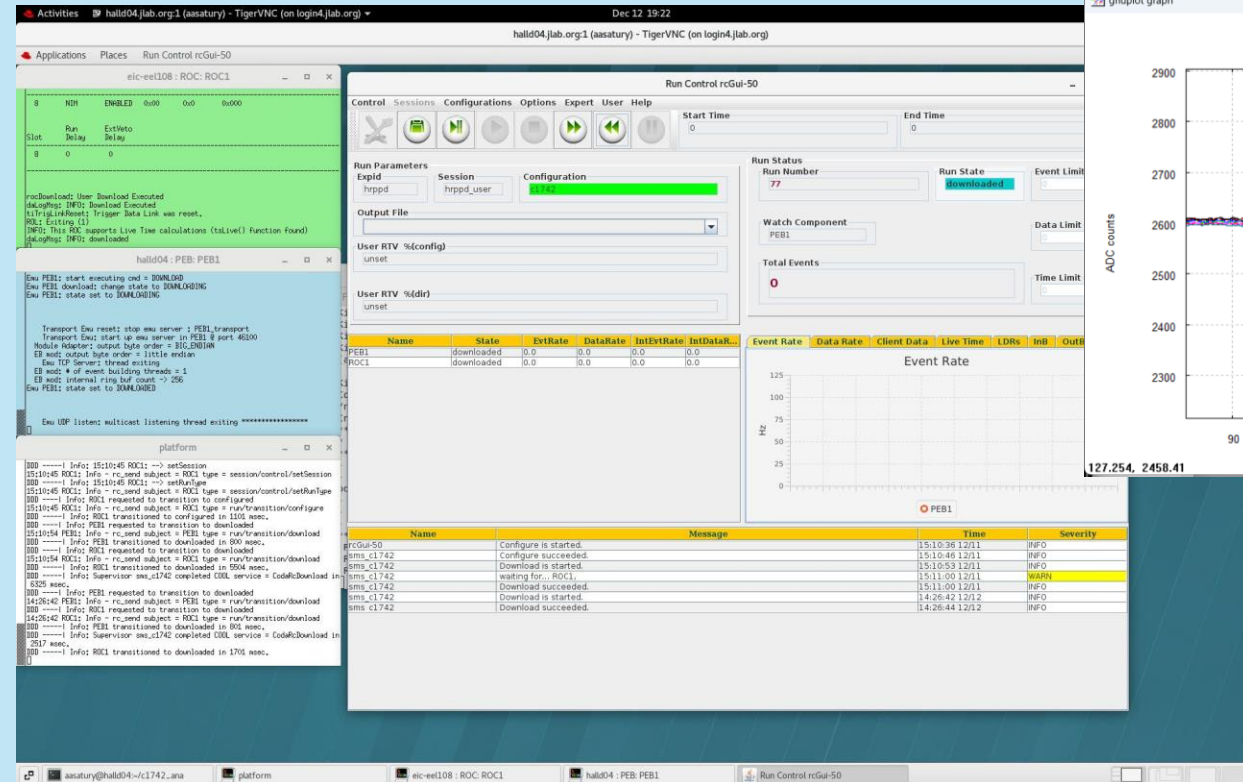 Activities halld04.jlab.org:1 (aasatury) - TigerVNC (on login4.jlab.org) Dec 12 19:22
halld04.jlab.org:1 (aasatury) - TigerVNC (on login4.jlab.org)
Applications Places Run Control rcGui-50
eic-eel108 : ROC: ROC1
8 NIM ENABLED 0x00 0x0 0x000
Run ExtVeto
Slot Delay Delay
8 0 0
rocDownload: User Download Executed
daLogMsg: INFO: Download Executed
tiTrigLinkReset: Trigger Data Link was reset.
ROL: Exiting (1)
INFO: This ROC supports Live Time calculations (tsLive() function found)
daLogMsg: INFO: downloaded
halld04 : PEB: PEB1
Emu PEB1: start executing cmd = DOWNLOAD
Emu PEB1 download: change state to DOWNLOADING
Emu PEB1: state set to DOWNLOADING
Transport Emu reset: stop emu server : PEB1_transport
Transport Emu: start up emu server in PEB1 @ port 46100
Module Adapter: output byte order = BIG_ENDIAN
EB mod: output byte order = little endian
Emu TCP Server: thread exiting
EB mod: # of event building threads = 1
EB mod: internal ring buf count -> 256
Emu PEB1: state set to DOWNLOADED
Emu UDP listen: multicast listening thread exiting ******************
platform
DDD -----| Info: 15:10:45 ROC1: --> setSession
15:10:45 ROC1: Info - rc_send subject = ROC1 type = session/control/setSession
DDD -----| Info: 15:10:45 ROC1: --> setRunType
15:10:45 ROC1: Info - rc_send subject = ROC1 type = session/control/setRunType
DDD ----| Info: ROC1 requested to transition to configured
15:10:45 ROC1: Info - rc_send subject = ROC1 type = run/transition/configure
DDD -----| Info: ROC1 transitioned to configured in 1101 msec.
DDD ----| Info: PEB1 requested to transition to downloaded
15:10:54 PEB1: Info - rc_send subject = PEB1 type = run/transition/download
DDD -----| Info: PEB1 transitioned to downloaded in 800 msec.
DDD ----| Info: ROC1 requested to transition to downloaded
15:10:54 ROC1: Info - rc_send subject = ROC1 type = run/transition/download
DDD -----| Info: ROC1 transitioned to downloaded in 5504 msec.
DDD -----| Info: Supervisor sms_c1742 completed COOL service = CodaRcDownload in
6325 msec.
DDD ----| Info: PEB1 requested to transition to downloaded
14:26:42 PEB1: Info - rc_send subject = PEB1 type = run/transition/download
DDD ----| Info: ROC1 requested to transition to downloaded
14:26:42 ROC1: Info - rc_send subject = ROC1 type = run/transition/download
DDD -----| Info: PEB1 transitioned to downloaded in 801 msec.
DDD -----| Info: Supervisor sms_c1742 completed COOL service = CodaRcDownload in
2517 msec.
DDD -----| Info: ROC1 transitioned to downloaded in 1701 msec.
Run Control rcGui-50
Control Sessions Configurations Options Expert User Help
Start Time
0
End Time
0
Run Parameters
Expid Session Configuration
hrppd hrppd_user c1742
Output File
User RTV %(config)
unset
User RTV %(dir)
unset
Run Status
Run Number Run State Event Limit
77 downloaded 0
Watch Component Data Limit
PEB1 0
Total Events Time Limit
0 0
Name State EvtRate DataRate IntEvtRate IntDataR...
PEB1 downloaded 0.0 0.0 0.0 0.0
ROC1 downloaded 0.0 0.0 0.0 0.0
Event Rate Data Rate Client Data Live Time LDRs InB OutB
Event Rate
125
100
75
50
25
0
Hz
PEB1
Name Message Time Severity
rcGui-50 Configure is started. 15:10:36 12/11 INFO
sms_c1742 Configure succeeded. 15:10:46 12/11 INFO
sms_c1742 Download is started. 15:10:53 12/11 INFO
sms_c1742 waiting for... ROC1, 15:11:00 12/11 WARN
sms_c1742 Download succeeded. 15:11:00 12/11 INFO
sms_c1742 Download is started. 14:26:42 12/12 INFO
sms_c1742 Download succeeded. 14:26:44 12/12 INFO
gnuplot graph
2900
2800
2700
2600
2500
2400
2300
ADC counts
90
127.254, 2458.41
aasatury@halld04:~/c1742_ana platform eic-eel108 : ROC: ROC1 halld04 : PEB: PEB1 Run Control rcGui-50